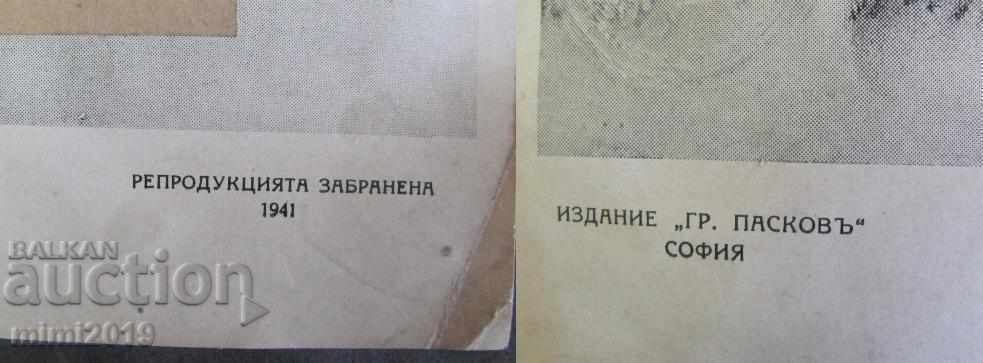 РЕПРОДУКЦИЯТА ЗАБРАНЕНА
1941
BALKAN
auction
mimi2019
ИЗДАНИЕ „ГР. ПАСКОВЪ“
СОФИЯ